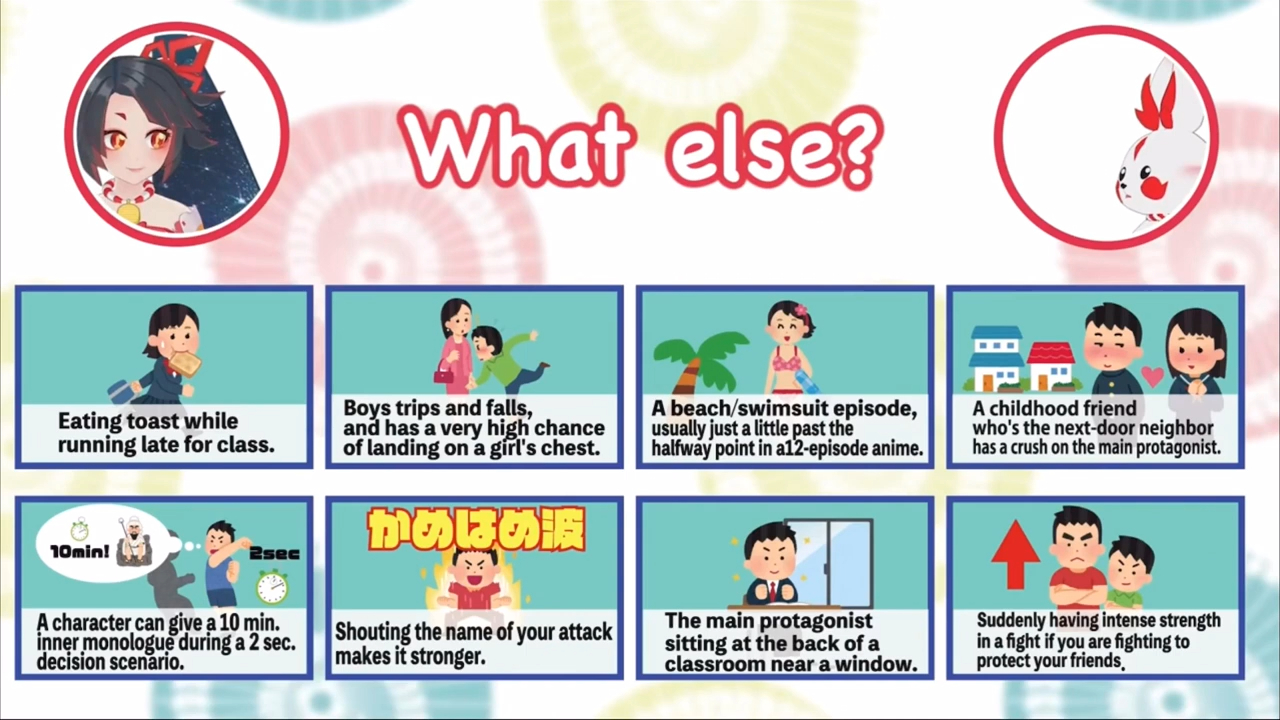 What else?
Eating toast while
running late for class.
Boys trips and falls,
and has a very high chance
of landing on a girl's chest.
A beach/swimsuit episode,
usually just a little past the
halfway point in a12-episode anime.
A childhood friend
who's the next-door neighbor
has a crush on the main protagonist.
10min!
2sec
A character can give a 10 min.
inner monologue during a 2 sec.
decision scenario.
かめはめ波
Shouting the name of your attack
makes it stronger.
The main protagonist
sitting at the back of a
classroom near a window.
Suddenly having intense strength
in a fight if you are fighting to
protect your friends.